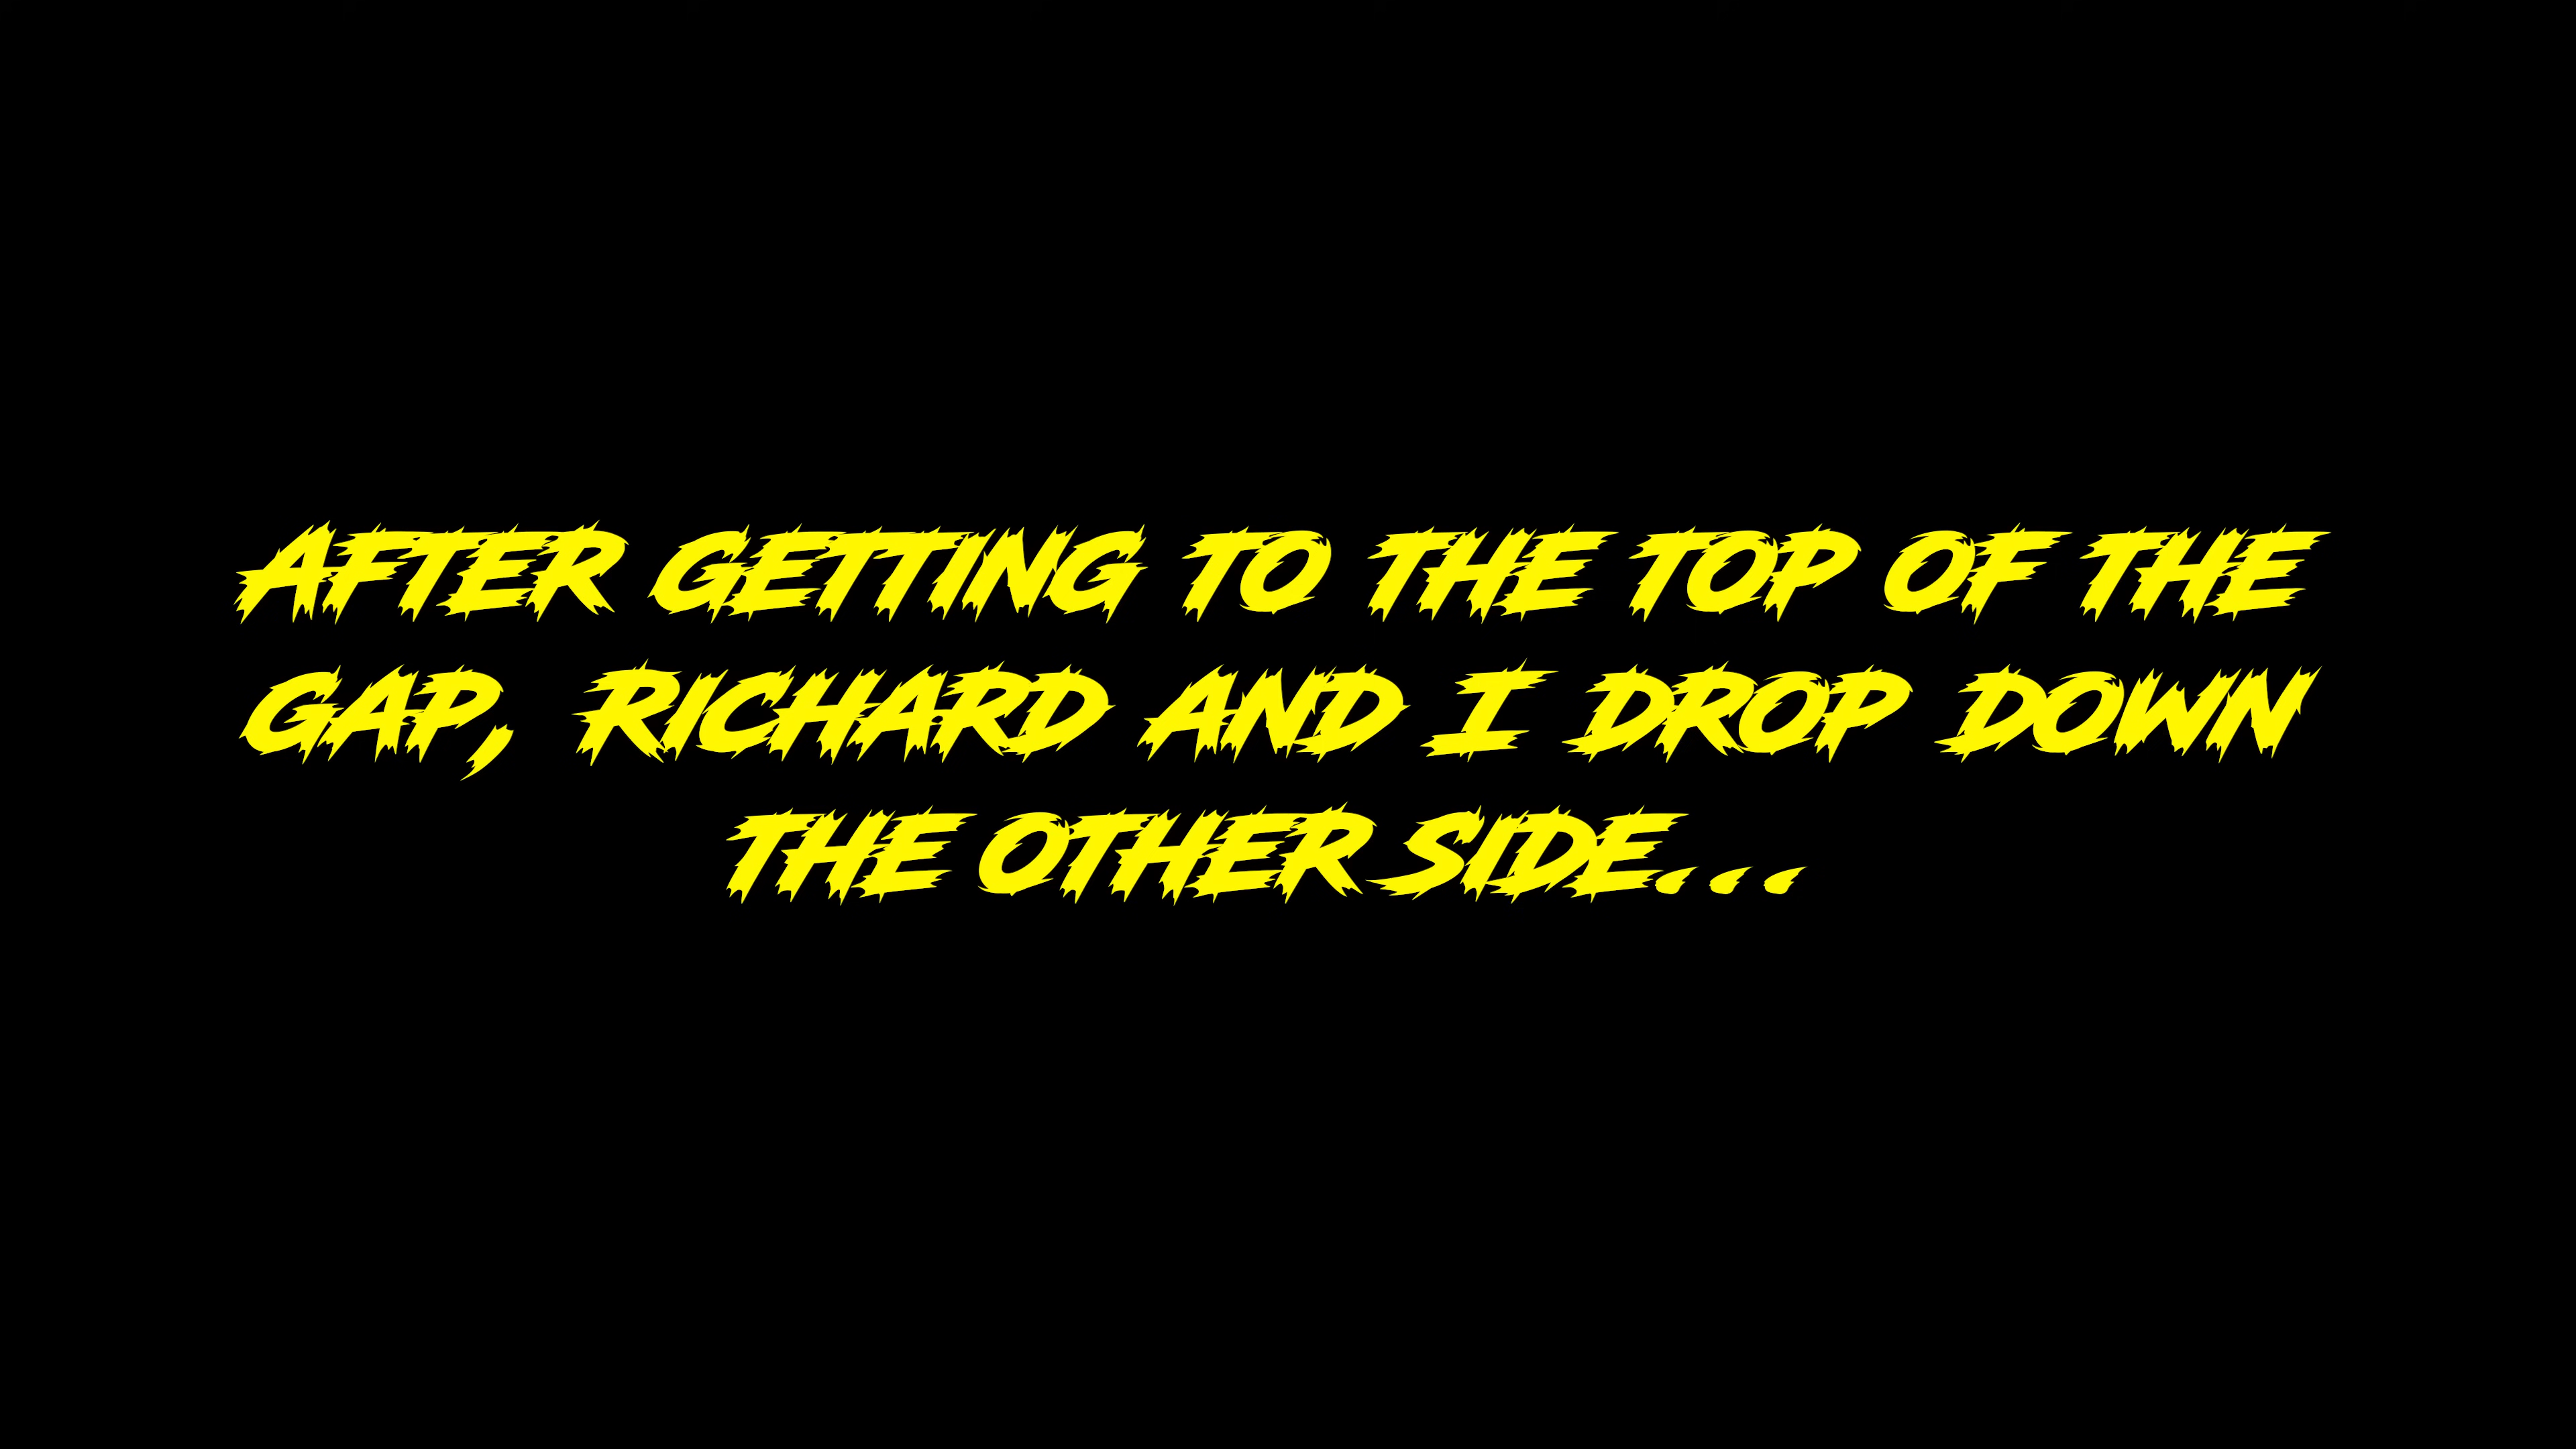 AFTER GETTING TO THE TOP OF THE
GAP, RICHARD AND I DROP DOWN
THE OTHER SIDE...